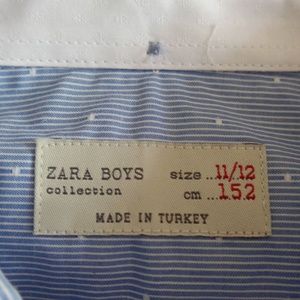 ZARA BOYS size ..11/12
collection cm ...152
MADE IN TURKEY